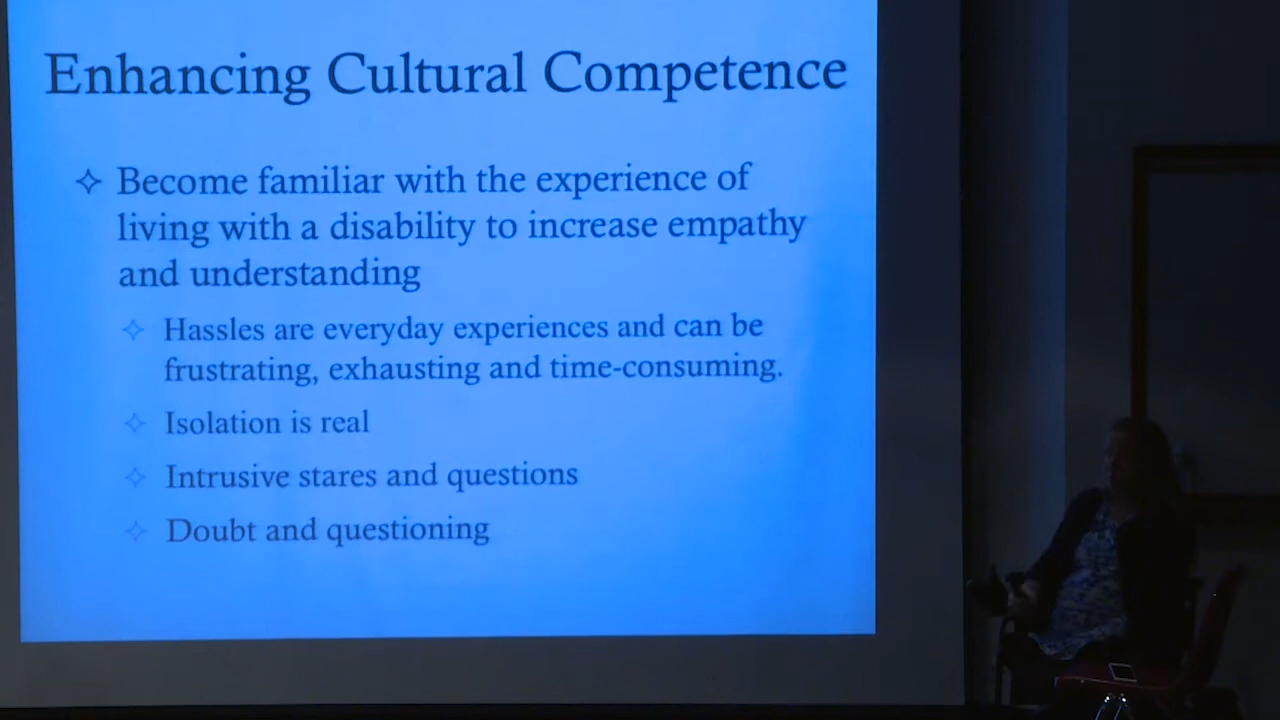 Enhancing Cultural Competence
Become familiar with the experience of
living with a disability to increase empathy
and understanding
Hassles are everyday experiences and can be
frustrating, exhausting and time-consuming.
Isolation is real
Intrusive stares and questions
Doubt and questioning